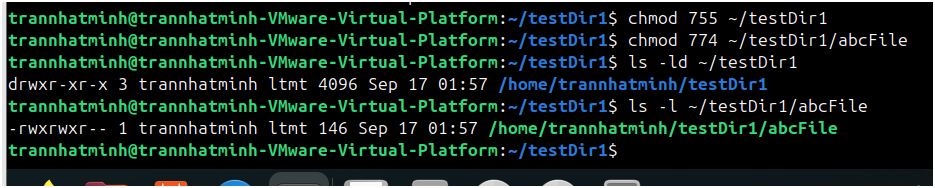 trannhatminh@trannhatminh-VMware-Virtual-Platform:~/testDir1$ chmod 755 ~/testDir1
trannhatminh@trannhatminh-VMware-Virtual-Platform:~/testDir1$ chmod 774 ~/testDir1/abcFile
trannhatminh@trannhatminh-VMware-Virtual-Platform:~/testDir1$ ls -ld ~/testDir1
drwxr-xr-x 3 trannhatminh ltmt 4096 Sep 17 01:57 /home/trannhatminh/testDir1
trannhatminh@trannhatminh-VMware-Virtual-Platform:~/testDir1$ ls -l ~/testDir1/abcFile
-rwxrwxr-- 1 trannhatminh ltmt 146 Sep 17 01:57 /home/trannhatminh/testDir1/abcFile
trannhatminh@trannhatminh-VMware-Virtual-Platform:~/testDir1$